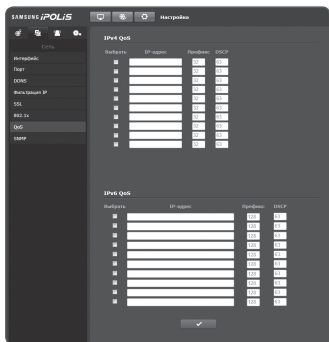 SAMSUNG iPOLiS
Настройка
Интерфейс
Порт
DDNS
Фильтрация IP
SSL
802.1x
QoS
SNMP
IPv4 QoS
Выбрать IP-адрес Префикс DSCP
32 63
32 63
32 63
32 63
32 63
32 63
32 63
32 63
32 63
32 63
IPv6 QoS
Выбрать IP-адрес Префикс DSCP
128 63
128 63
128 63
128 63
128 63
128 63
128 63
128 63
128 63
128 63